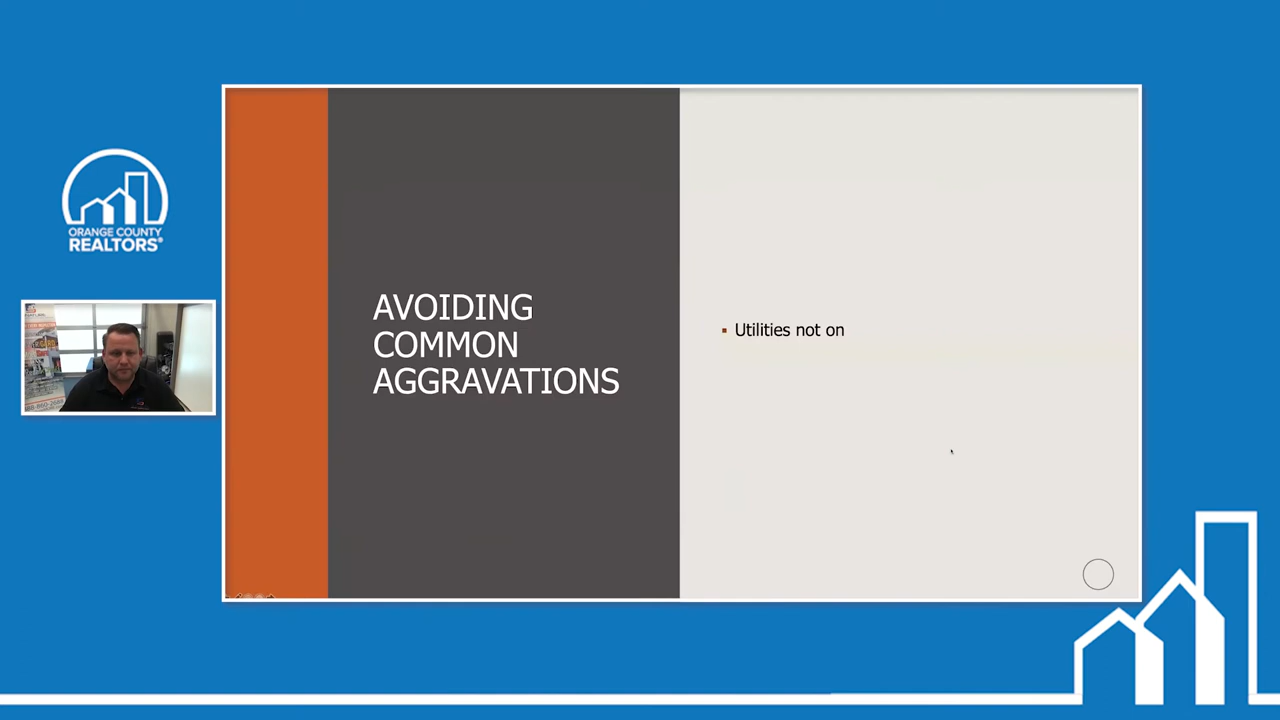 ORANGE COUNTY
REALTORS®
AVOIDING
COMMON
AGGRAVATIONS
Utilities not on